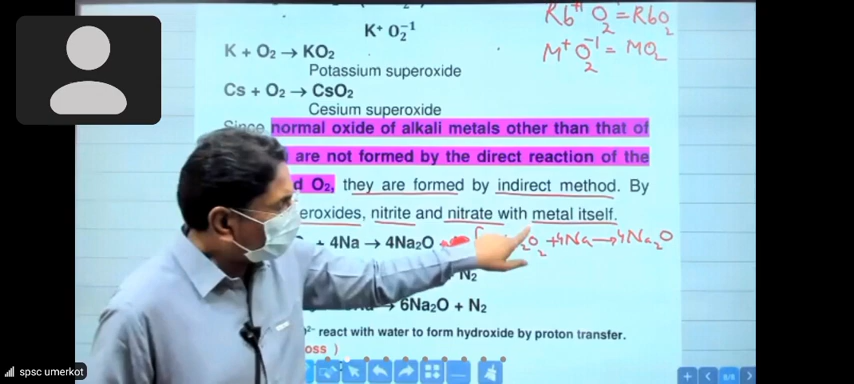 K⁺ O₂⁻¹
K + O₂ → KO₂
Potassium superoxide
Cs + O₂ → CsO₂
Cesium superoxide
Since normal oxide of alkali metals other than that of
are not formed by the direct reaction of the
d O₂, they are formed by indirect method. By
eroxides, nitrite and nitrate with metal itself.
+ 4Na → 4Na₂O
₂O₂ +4Na → 4Na₂O
N₂
→ 6Na₂O + N₂
²⁻ react with water to form hydroxide by proton transfer.
oss )
Rb⁺¹ O₂ = RbO₂
M⁺ O₂⁻¹ = MO₂
spsc umerkot